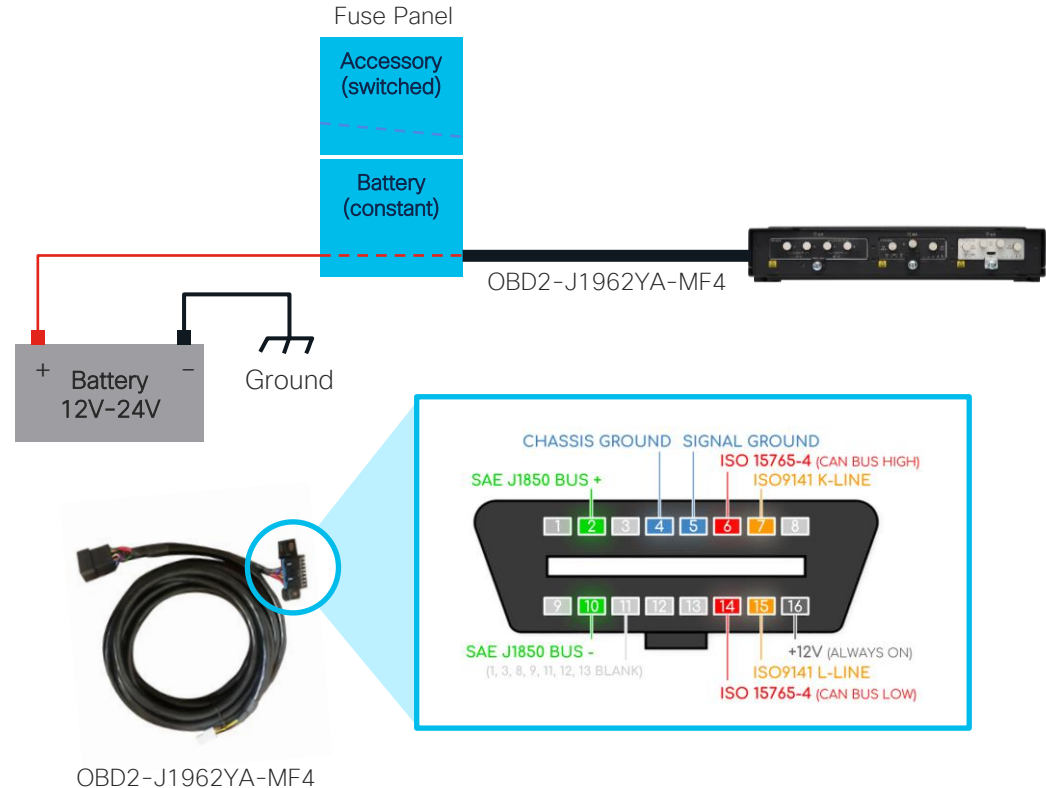 Fuse Panel
Accessory
(switched)
Battery
(constant)
OBD2-J1962YA-MF4
+
-
Battery
12V-24V
Ground
CHASSIS GROUND
SIGNAL GROUND
ISO 15765-4 (CAN BUS HIGH)
SAE J1850 BUS +
ISO9141 K-LINE
1 2 3 4 5 6 7 8
9 10 11 12 13 14 15 16
SAE J1850 BUS -
+12V (ALWAYS ON)
(1, 3, 8, 9, 11, 12, 13 BLANK)
ISO9141 L-LINE
ISO 15765-4 (CAN BUS LOW)
OBD2-J1962YA-MF4